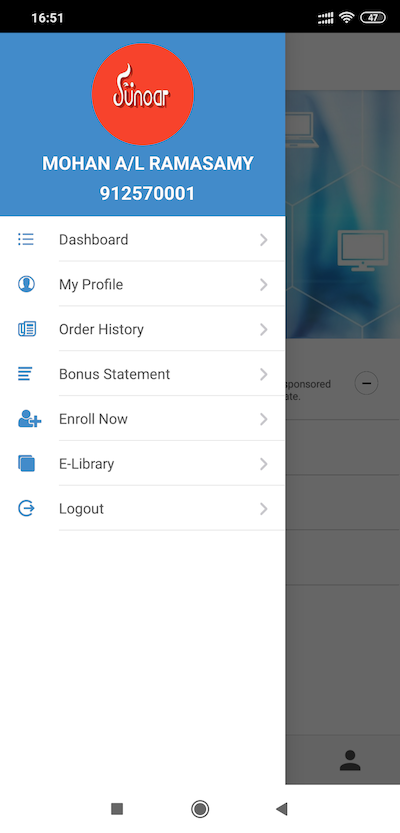 16:51
47
Sünoar
MOHAN A/L RAMASAMY
912570001
Dashboard
My Profile
Order History
Bonus Statement
Enroll Now
E-Library
Logout
sponsored
ate.